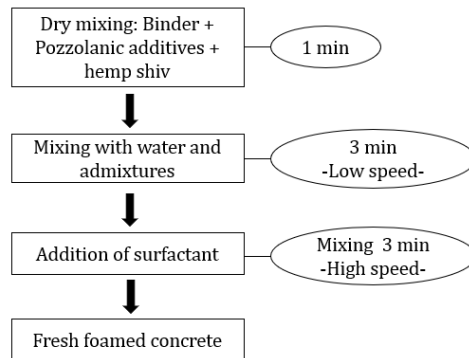 Dry mixing: Binder +
Pozzolanic additives +
hemp shiv
1 min
Mixing with water and
admixtures
3 min
-Low speed-
Addition of surfactant
Mixing  3 min
-High speed-
Fresh foamed concrete